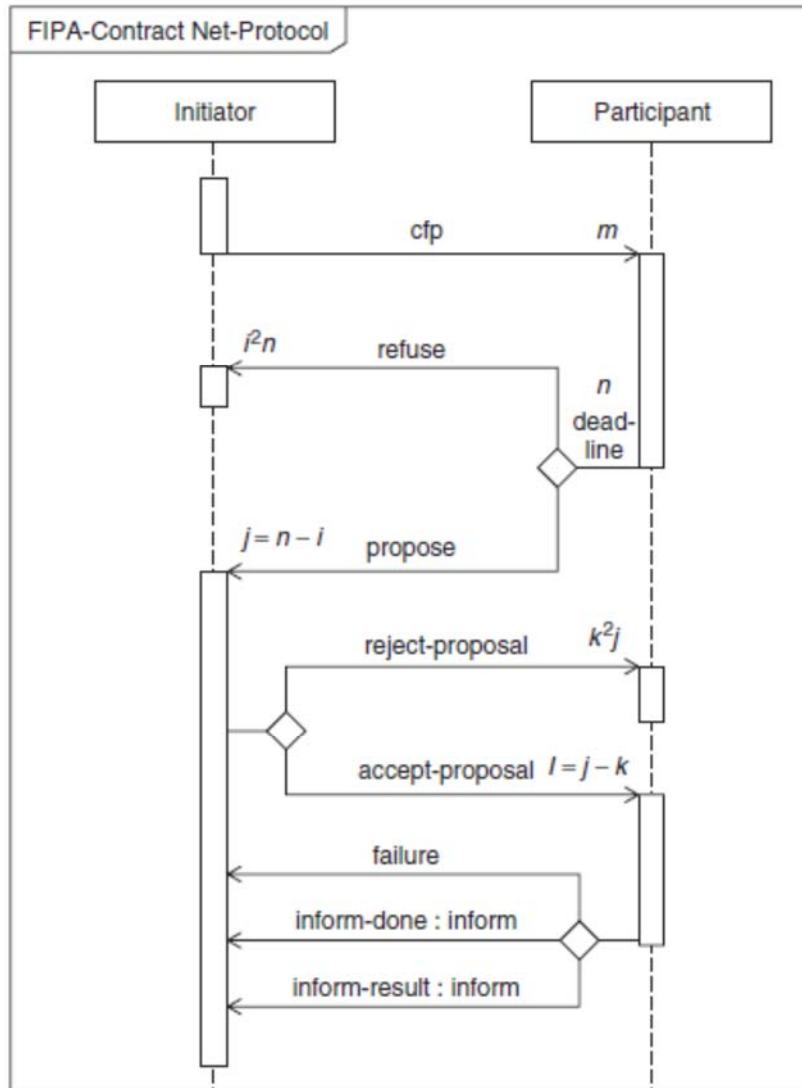 FIPA-Contract Net-Protocol
Initiator
Participant
cfp
m
i²n
refuse
n
dead-
line
j = n – i
propose
reject-proposal
k²j
accept-proposal
l = j – k
failure
inform-done : inform
inform-result : inform